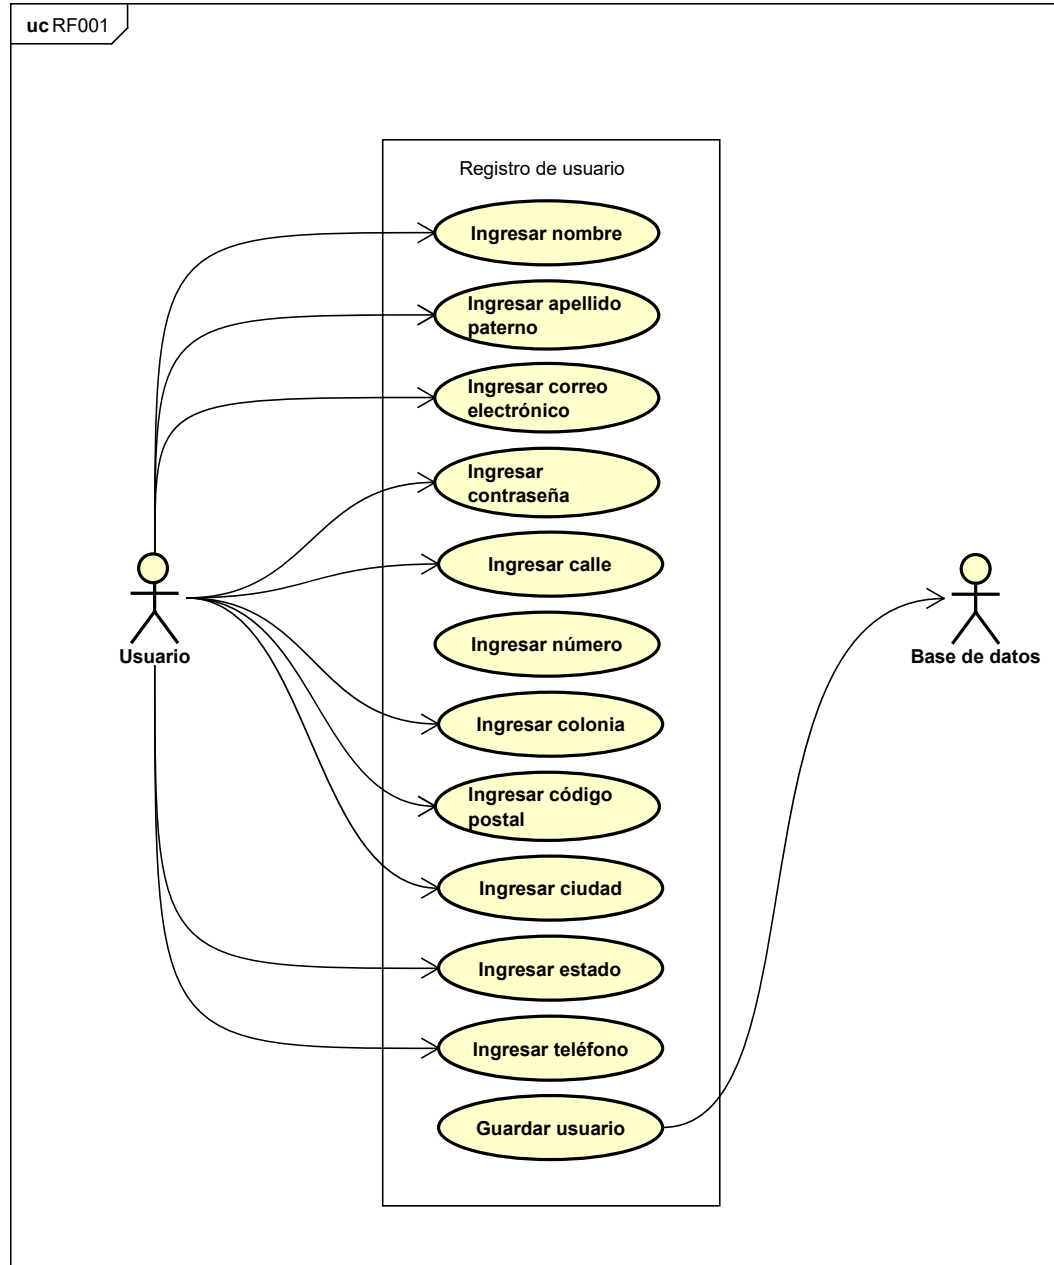 uc RF001
Registro de usuario
Ingresar nombre
Ingresar apellido
paterno
Ingresar correo
electrónico
Ingresar
contraseña
Ingresar calle
Ingresar número
Usuario
Base de datos
Ingresar colonia
Ingresar código
postal
Ingresar ciudad
Ingresar estado
Ingresar teléfono
Guardar usuario